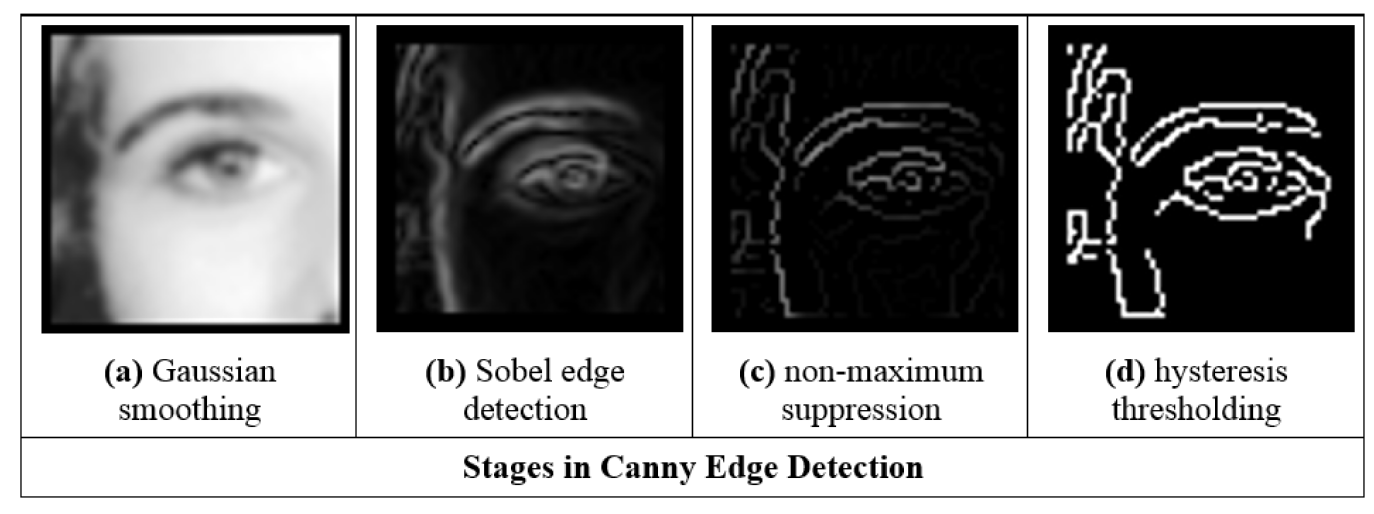 (a) Gaussian
smoothing
(b) Sobel edge
detection
(c) non-maximum
suppression
(d) hysteresis
thresholding
Stages in Canny Edge Detection